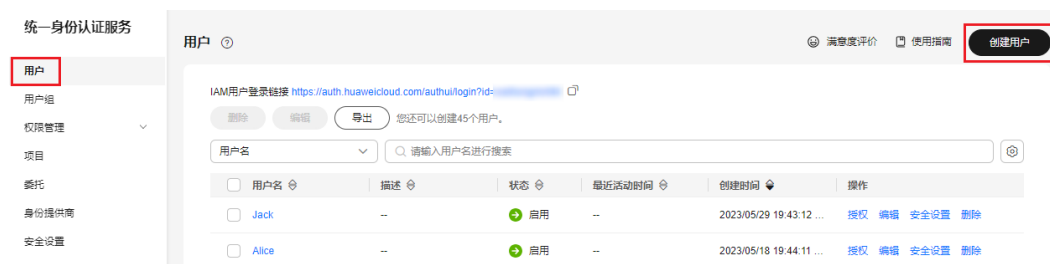 统一身份认证服务
用户
用户组
权限管理
项目
委托
身份提供商
安全设置
用户
满意度评价 使用指南 创建用户
IAM用户登录链接 https://auth.huaweicloud.com/authui/login?id=
删除 编辑 导出 您还可以创建45个用户。
用户名 请输入用户名进行搜索
用户名 描述 状态 最近活动时间 创建时间 操作
Jack -- 启用 -- 2023/05/29 19:43:12 ... 授权 编辑 安全设置 删除
Alice -- 启用 -- 2023/05/18 19:44:11 ... 授权 编辑 安全设置 删除